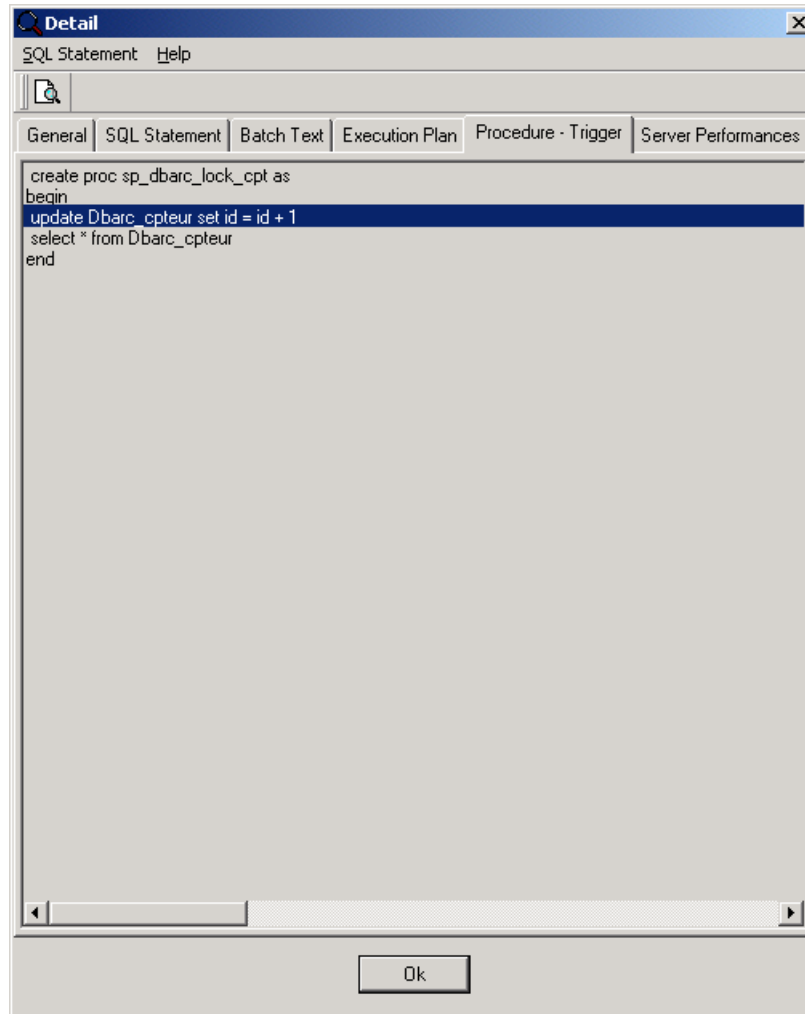 Detail
SQL Statement Help
General SQL Statement Batch Text Execution Plan Procedure - Trigger Server Performances
create proc sp_dbarc_lock_cpt as
begin
update Dbarc_cpteur set id = id + 1
select * from Dbarc_cpteur
end
Ok